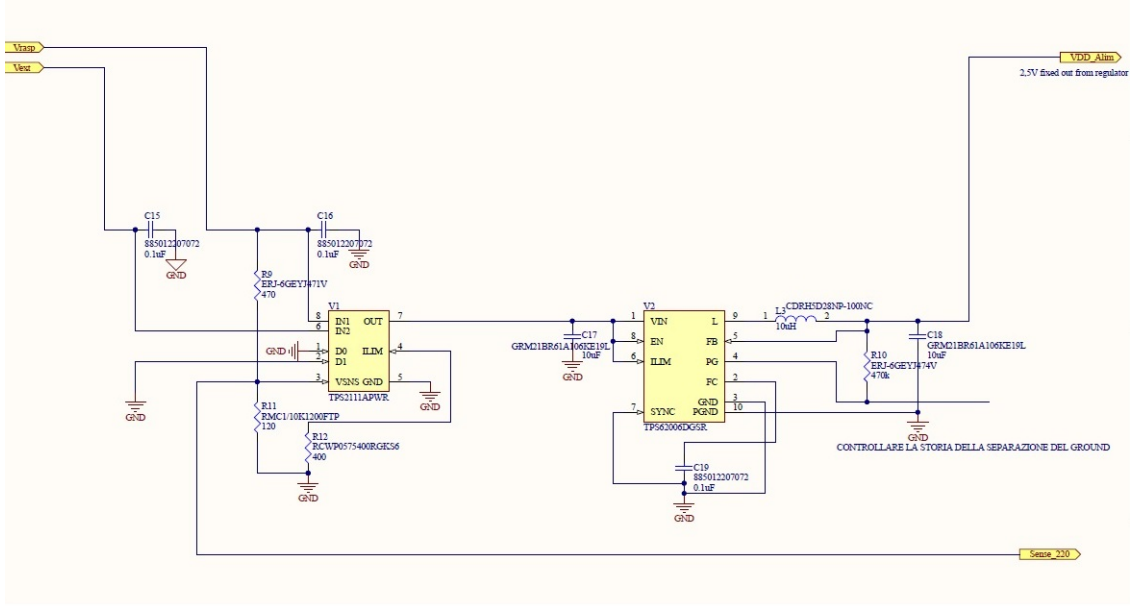 Vrasp
Vext
VDD_Alim
2,5V fixed out from regulator
C15
885012207072
0.1uF
GND
C16
885012207072
0.1uF
GND
R9
ERJ-6GEYJ471V
470
V1
8 IN1 OUT 7
6 IN2
GND 1 D0 ILIM 4
2 D1
3 VSNS GND 5
TPS2111APWR
GND
GND
R11
RMC1/10K1200FTP
120
R12
RCWP0575400RGKS6
400
GND
C17
GRM21BR61A106KE19L
10uF
GND
V2
1 VIN L 9
8 EN FB 5
6 ILIM PG 4
FC 2
GND 3
7 SYNC PGND 10
TPS62006DGSR
CDRH5D28NP-100NC
L3
1 2
10uH
C18
GRM21BR61A106KE19L
10uF
R10
ERJ-6GEYJ474V
470k
GND
CONTROLLARE LA STORIA DELLA SEPARAZIONE DEL GROUND
C19
885012207072
0.1uF
GND
Sense_220